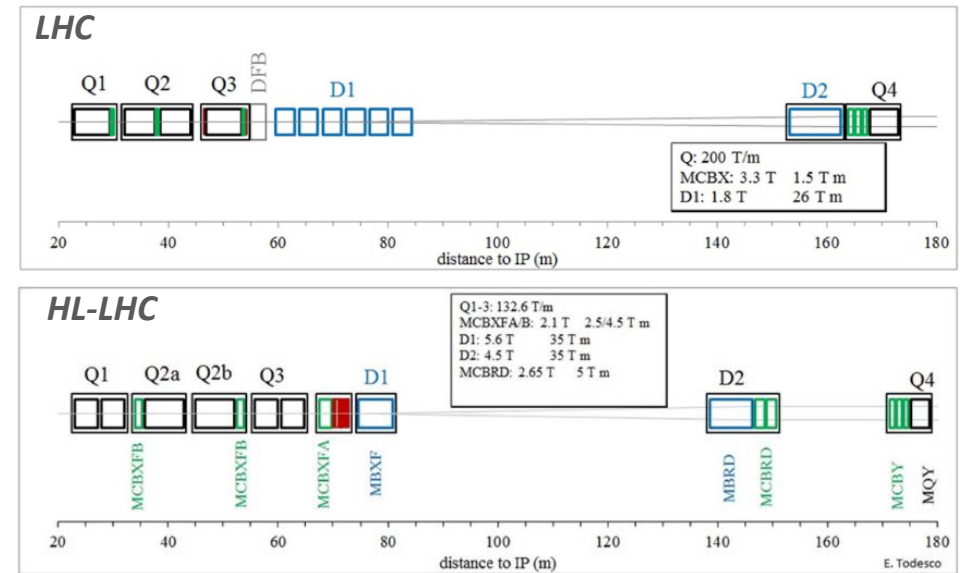 LHC
Q1 Q2 Q3 DFB D1 D2 Q4
Q: 200 T/m
MCBX: 3.3 T 1.5 T m
D1: 1.8 T 26 T m
20 40 60 80 100 120 140 160 180
distance to IP (m)
HL-LHC
Q1-3: 132.6 T/m
MCBXFA/B: 2.1 T 2.5/4.5 T m
D1: 5.6 T 35 T m
D2: 4.5 T 35 T m
MCBRD: 2.65 T 5 T m
Q1 Q2a Q2b Q3 D1 D2 Q4
MCBXFB MCBXFB MCBXFA MBXF MBRD MCBRD MCBY MQY
20 40 60 80 100 120 140 160 180
distance to IP (m)
E. Todesco